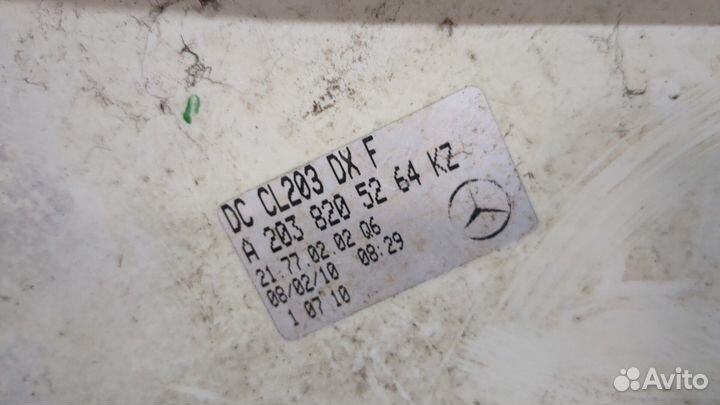 DC CL203 DX F
A 203 820 52 64 KZ
21.77.02.02 Q6
08/02/10 08:29
1 07 10
Avito